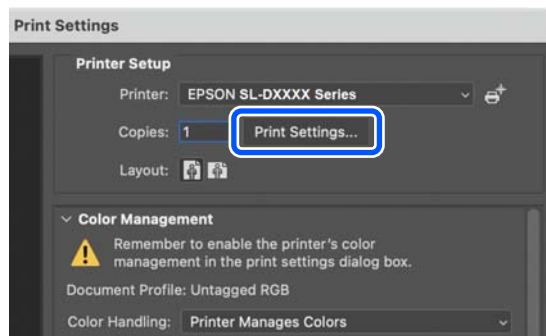 Print Settings
Printer Setup
Printer: EPSON SL-DXXXX Series
Copies: 1 Print Settings...
Layout:
Color Management
Remember to enable the printer's color
management in the print settings dialog box.
Document Profile: Untagged RGB
Color Handling: Printer Manages Colors